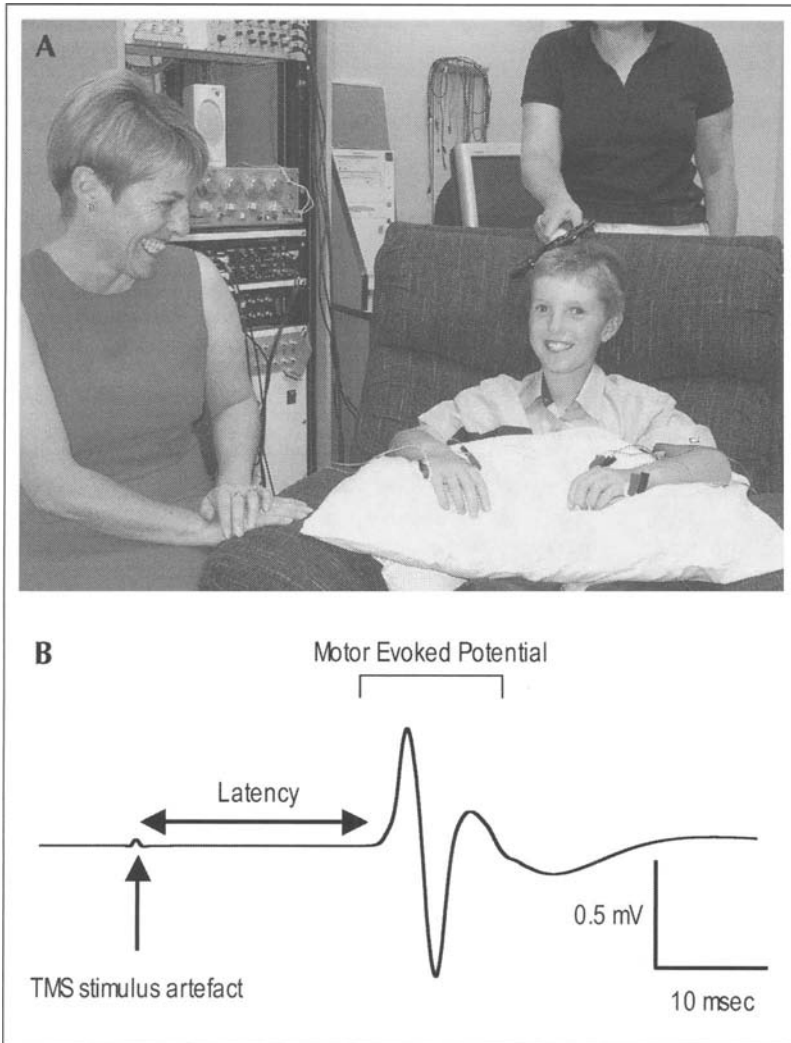 A
B
Motor Evoked Potential
Latency
0.5 mV
TMS stimulus artefact
10 msec